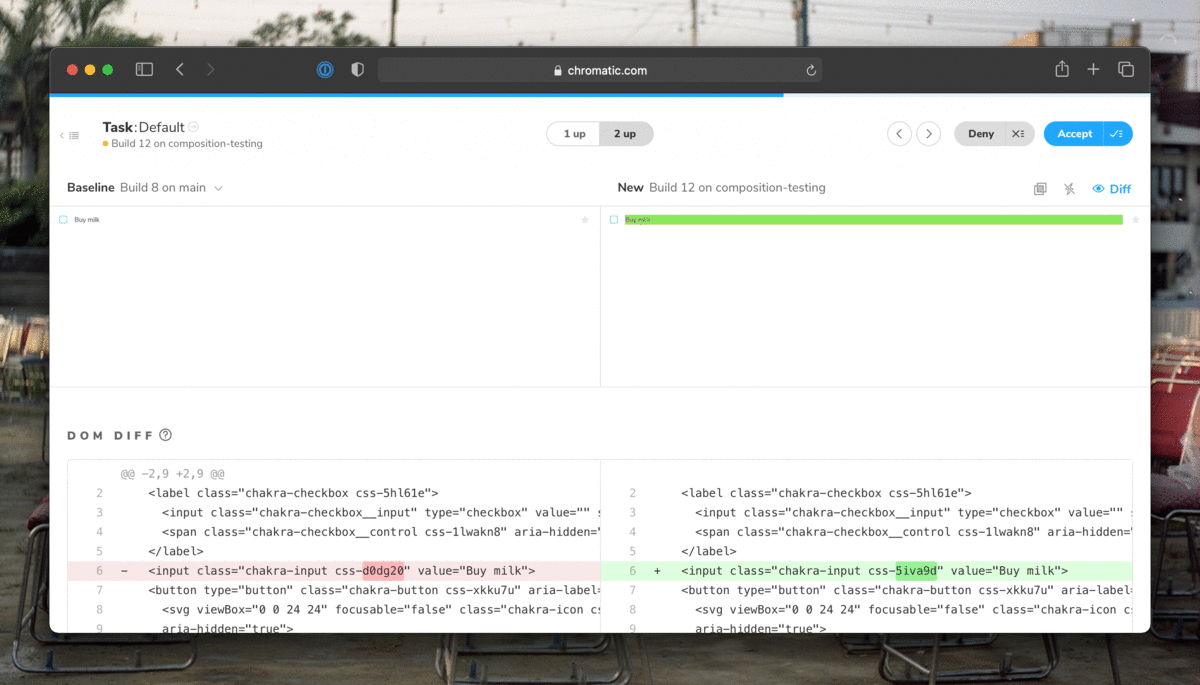 chromatic.com
Task: Default
Build 12 on composition-testing
1 up 2 up
Deny Accept
Baseline Build 8 on main
New Build 12 on composition-testing
Diff
Buy milk
Buy milk
DOM DIFF ?
@@ -2,9 +2,9 @@
2 <label class="chakra-checkbox css-5hl61e"> 2 <label class="chakra-checkbox css-5hl61e">
3 <input class="chakra-checkbox__input" type="checkbox" value="" s 3 <input class="chakra-checkbox__input" type="checkbox" value="" s
4 <span class="chakra-checkbox__control css-1lwakn8" aria-hidden=" 4 <span class="chakra-checkbox__control css-1lwakn8" aria-hidden="
5 </label> 5 </label>
6 – <input class="chakra-input css-d0dg20" value="Buy milk"> 6 + <input class="chakra-input css-5iva9d" value="Buy milk">
7 <button type="button" class="chakra-button css-xkku7u" aria-label= 7 <button type="button" class="chakra-button css-xkku7u" aria-label=
8 <svg viewBox="0 0 24 24" focusable="false" class="chakra-icon cs 8 <svg viewBox="0 0 24 24" focusable="false" class="chakra-icon cs
9 aria-hidden="true"> 9 aria-hidden="true">